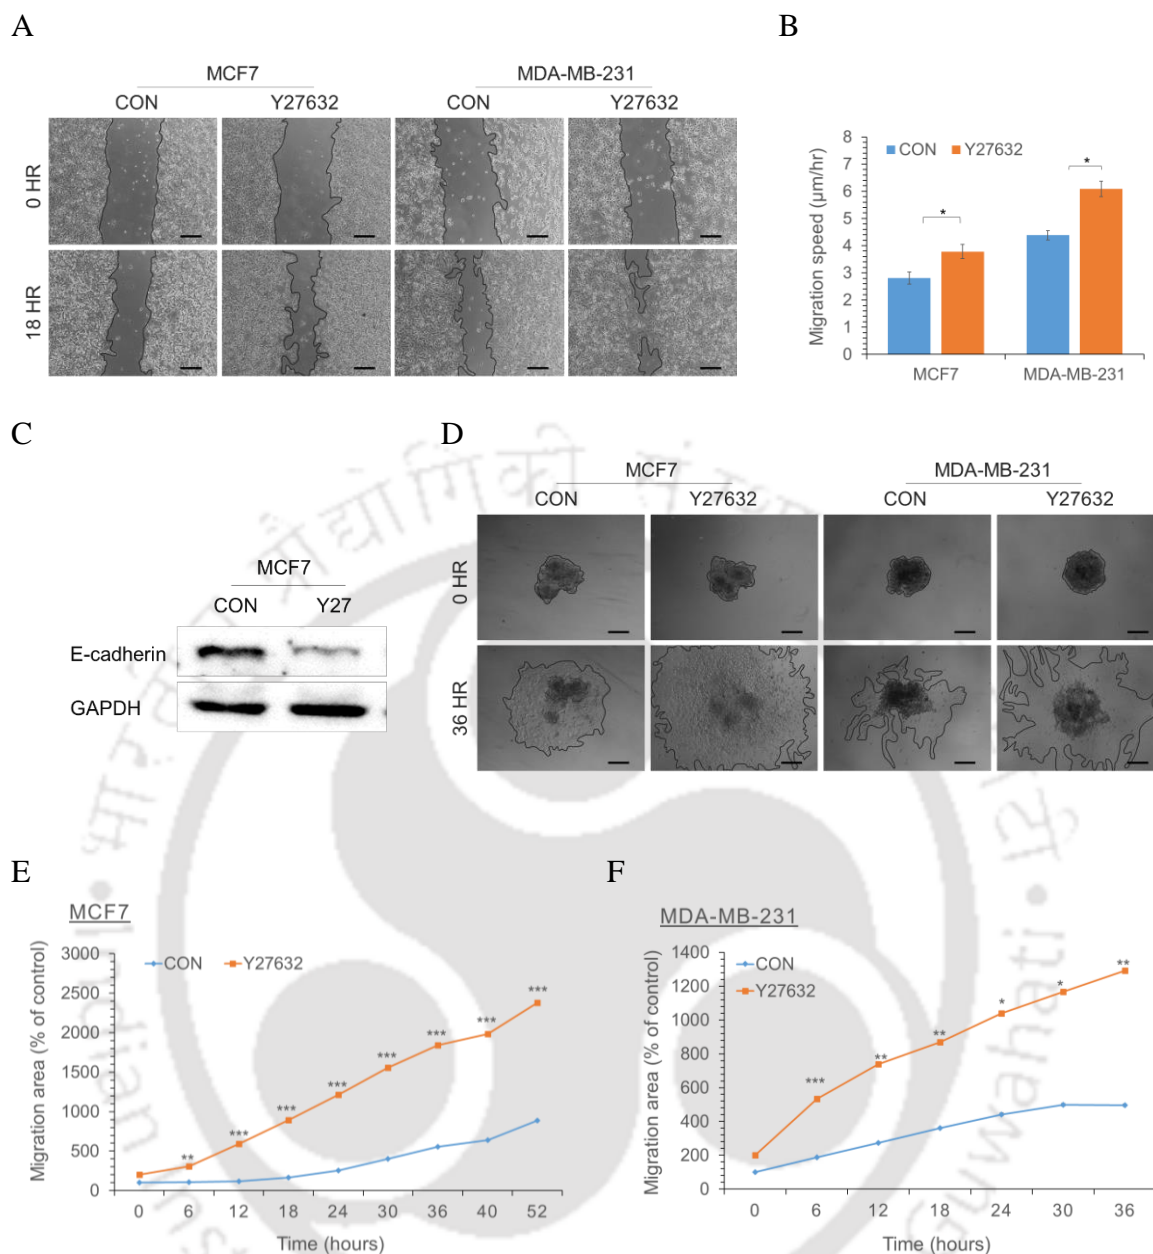 A
B
MCF7
MDA-MB-231
CON
Y27632
CON
Y27632
0 HR
18 HR
8
7
6
5
4
3
2
1
0
Migration speed (µm/hr)
CON
Y27632
*
*
MCF7
MDA-MB-231
C
D
MCF7
CON
Y27
E-cadherin
GAPDH
MCF7
MDA-MB-231
CON
Y27632
CON
Y27632
0 HR
36 HR
E
F
MCF7
CON
Y27632
3000
2500
2000
1500
1000
500
0
Migration area (% of control)
**
***
***
***
***
***
***
***
0 6 12 18 24 30 36 40 52
Time (hours)
MDA-MB-231
CON
Y27632
1400
1200
1000
800
600
400
200
0
Migration area (% of control)
***
**
**
*
*
**
0 6 12 18 24 30 36
Time (hours)
Guwahati